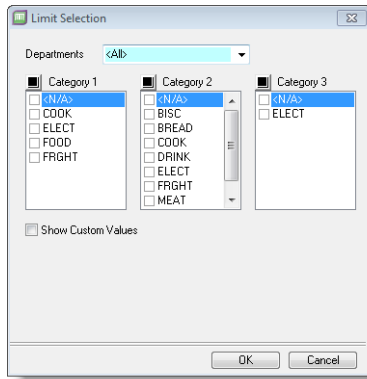 Limit Selection
Departments <All>
Category 1 Category 2 Category 3
<N/A> <N/A> <N/A>
COOK BISC ELECT
ELECT BREAD
FOOD COOK
FRGHT DRINK
ELECT
FRGHT
MEAT
Show Custom Values
OK Cancel